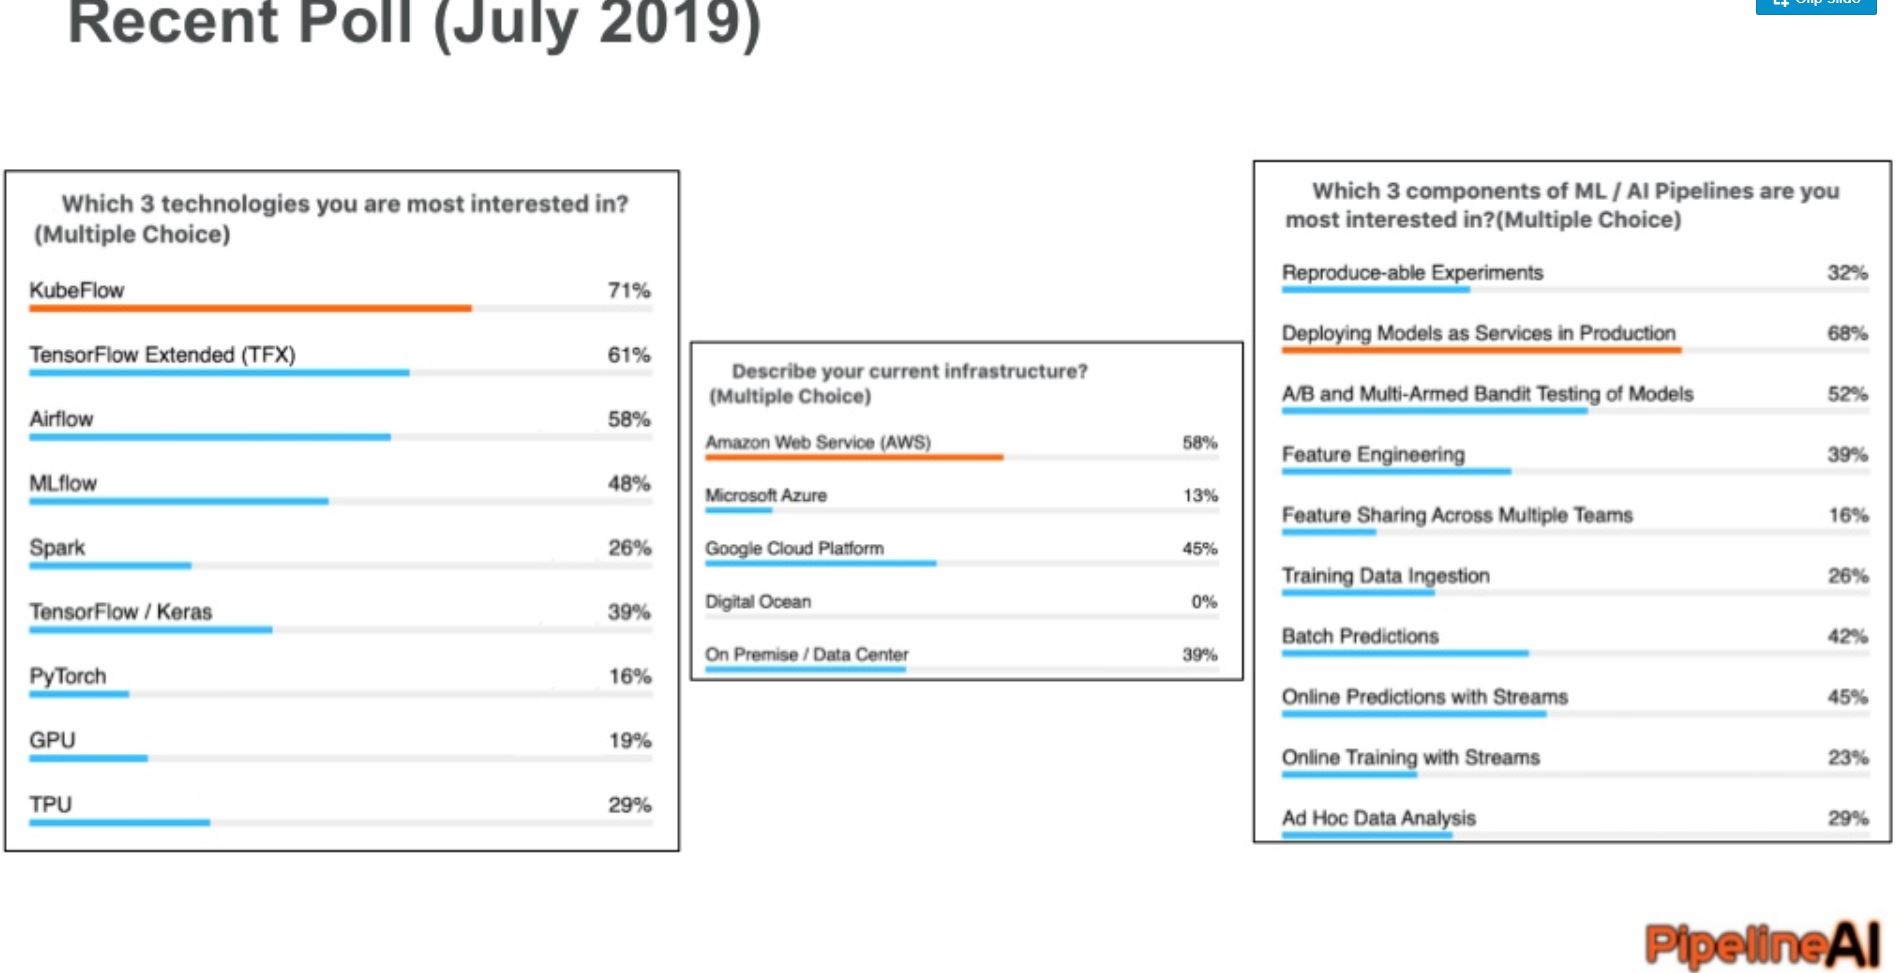 Recent Poll (July 2019)
Clip slide
Which 3 technologies you are most interested in?
(Multiple Choice)
KubeFlow 71%
TensorFlow Extended (TFX) 61%
Airflow 58%
MLflow 48%
Spark 26%
TensorFlow / Keras 39%
PyTorch 16%
GPU 19%
TPU 29%
Describe your current infrastructure?
(Multiple Choice)
Amazon Web Service (AWS) 58%
Microsoft Azure 13%
Google Cloud Platform 45%
Digital Ocean 0%
On Premise / Data Center 39%
Which 3 components of ML / AI Pipelines are you
most interested in?(Multiple Choice)
Reproduce-able Experiments 32%
Deploying Models as Services in Production 68%
A/B and Multi-Armed Bandit Testing of Models 52%
Feature Engineering 39%
Feature Sharing Across Multiple Teams 16%
Training Data Ingestion 26%
Batch Predictions 42%
Online Predictions with Streams 45%
Online Training with Streams 23%
Ad Hoc Data Analysis 29%
PipelineAI